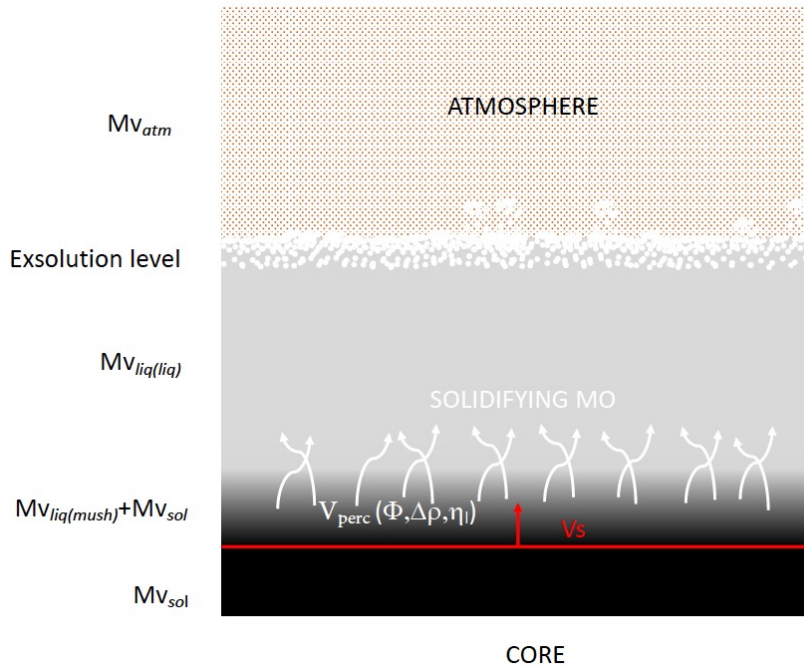 ATMOSPHERE
Mv_atm
Exsolution level
Mv_liq(liq)
SOLIDIFYING MO
Mv_liq(mush)+Mv_sol
V_perc (Φ,Δρ,η_l)
Vs
Mv_sol
CORE